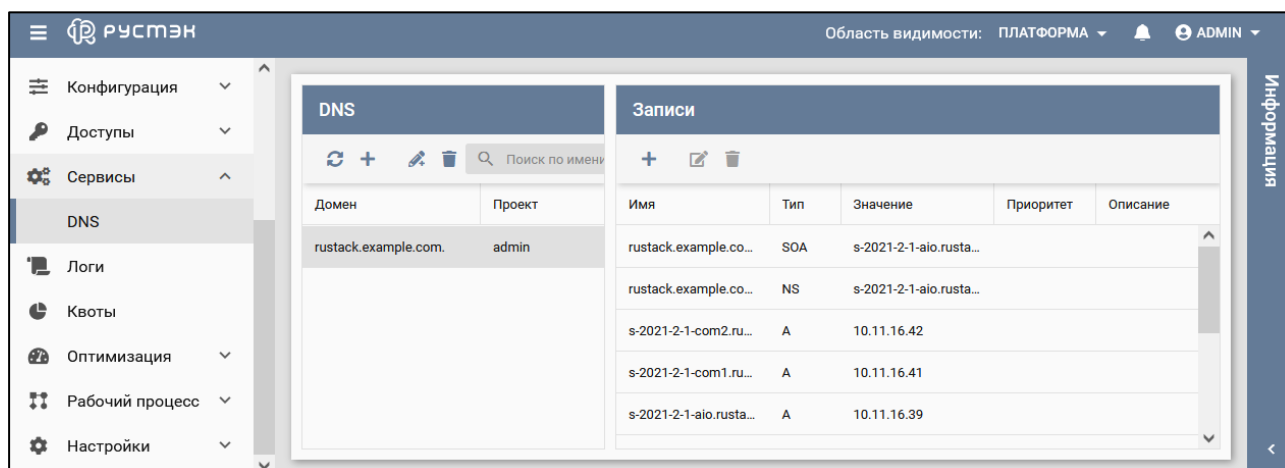 РУСТЭК
Область видимости: ПЛАТФОРМА
ADMIN
Конфигурация
Доступы
Сервисы
DNS
Логи
Квоты
Оптимизация
Рабочий процесс
Настройки
DNS
Поиск по имени
Домен Проект
rustack.example.com. admin
Записи
Имя Тип Значение Приоритет Описание
rustack.example.co... SOA s-2021-2-1-aio.rusta...
rustack.example.co... NS s-2021-2-1-aio.rusta...
s-2021-2-1-com2.ru... A 10.11.16.42
s-2021-2-1-com1.ru... A 10.11.16.41
s-2021-2-1-aio.rusta... A 10.11.16.39
Информация